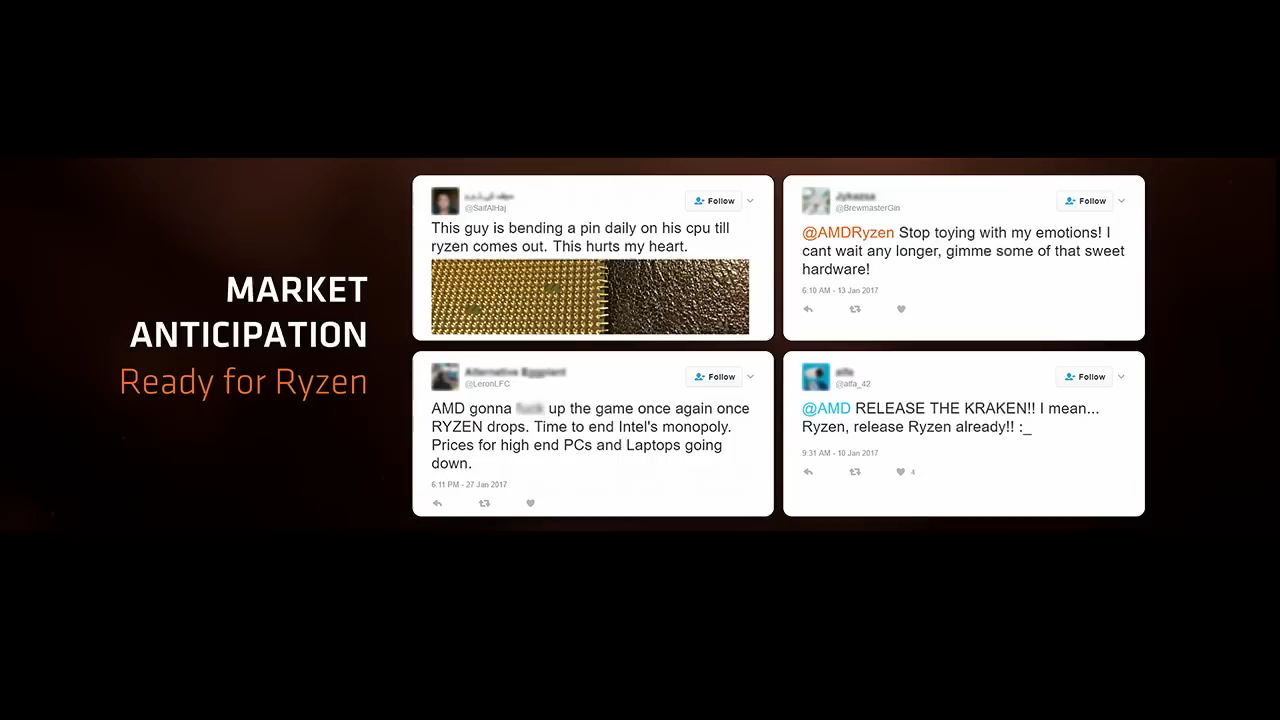 MARKET
ANTICIPATION
Ready for Ryzen
@SaifAlHaj
Follow
This guy is bending a pin daily on his cpu till
ryzen comes out. This hurts my heart.
@BrewmasterGin
Follow
@AMDRyzen Stop toying with my emotions! I
cant wait any longer, gimme some of that sweet
hardware!
6:10 AM - 13 Jan 2017
Alternative Eggplant
@LeronLFC
Follow
AMD gonna up the game once again once
RYZEN drops. Time to end Intel's monopoly.
Prices for high end PCs and Laptops going
down.
6:11 PM - 27 Jan 2017
alfa
@alfa_42
Follow
@AMD RELEASE THE KRAKEN!! I mean...
Ryzen, release Ryzen already!! :_
9:31 AM - 10 Jan 2017
4